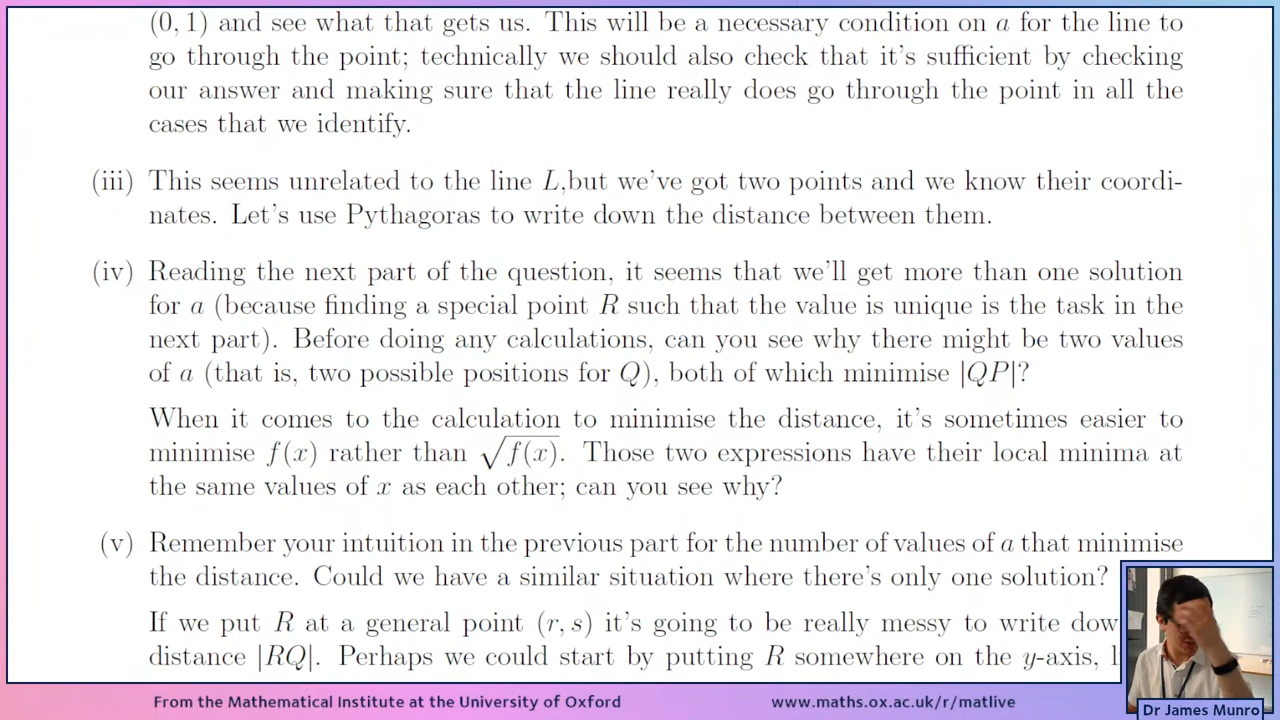 (0, 1) and see what that gets us. This will be a necessary condition on a for the line to
go through the point; technically we should also check that it's sufficient by checking
our answer and making sure that the line really does go through the point in all the
cases that we identify.
(iii) This seems unrelated to the line L,but we've got two points and we know their coordi-
nates. Let's use Pythagoras to write down the distance between them.
(iv) Reading the next part of the question, it seems that we'll get more than one solution
for a (because finding a special point R such that the value is unique is the task in the
next part). Before doing any calculations, can you see why there might be two values
of a (that is, two possible positions for Q), both of which minimise |QP|?
When it comes to the calculation to minimise the distance, it's sometimes easier to
minimise f(x) rather than √f(x). Those two expressions have their local minima at
the same values of x as each other; can you see why?
(v) Remember your intuition in the previous part for the number of values of a that minimise
the distance. Could we have a similar situation where there's only one solution?
If we put R at a general point (r, s) it's going to be really messy to write
distance |RQ|. Perhaps we could start by putting R somewhere on the y-axis,
From the Mathematical Institute at the University of Oxford
www.maths.ox.ac.uk/r/matlive
Dr James Munro